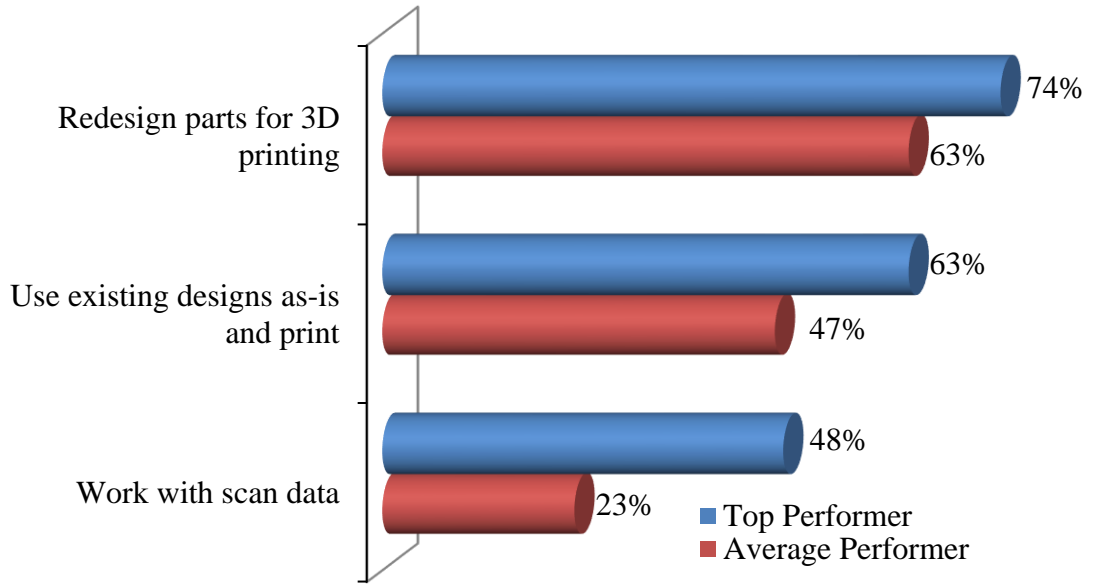 Redesign parts for 3D
printing
74%
63%
Use existing designs as-is
and print
63%
47%
Work with scan data
48%
23%
Top Performer
Average Performer